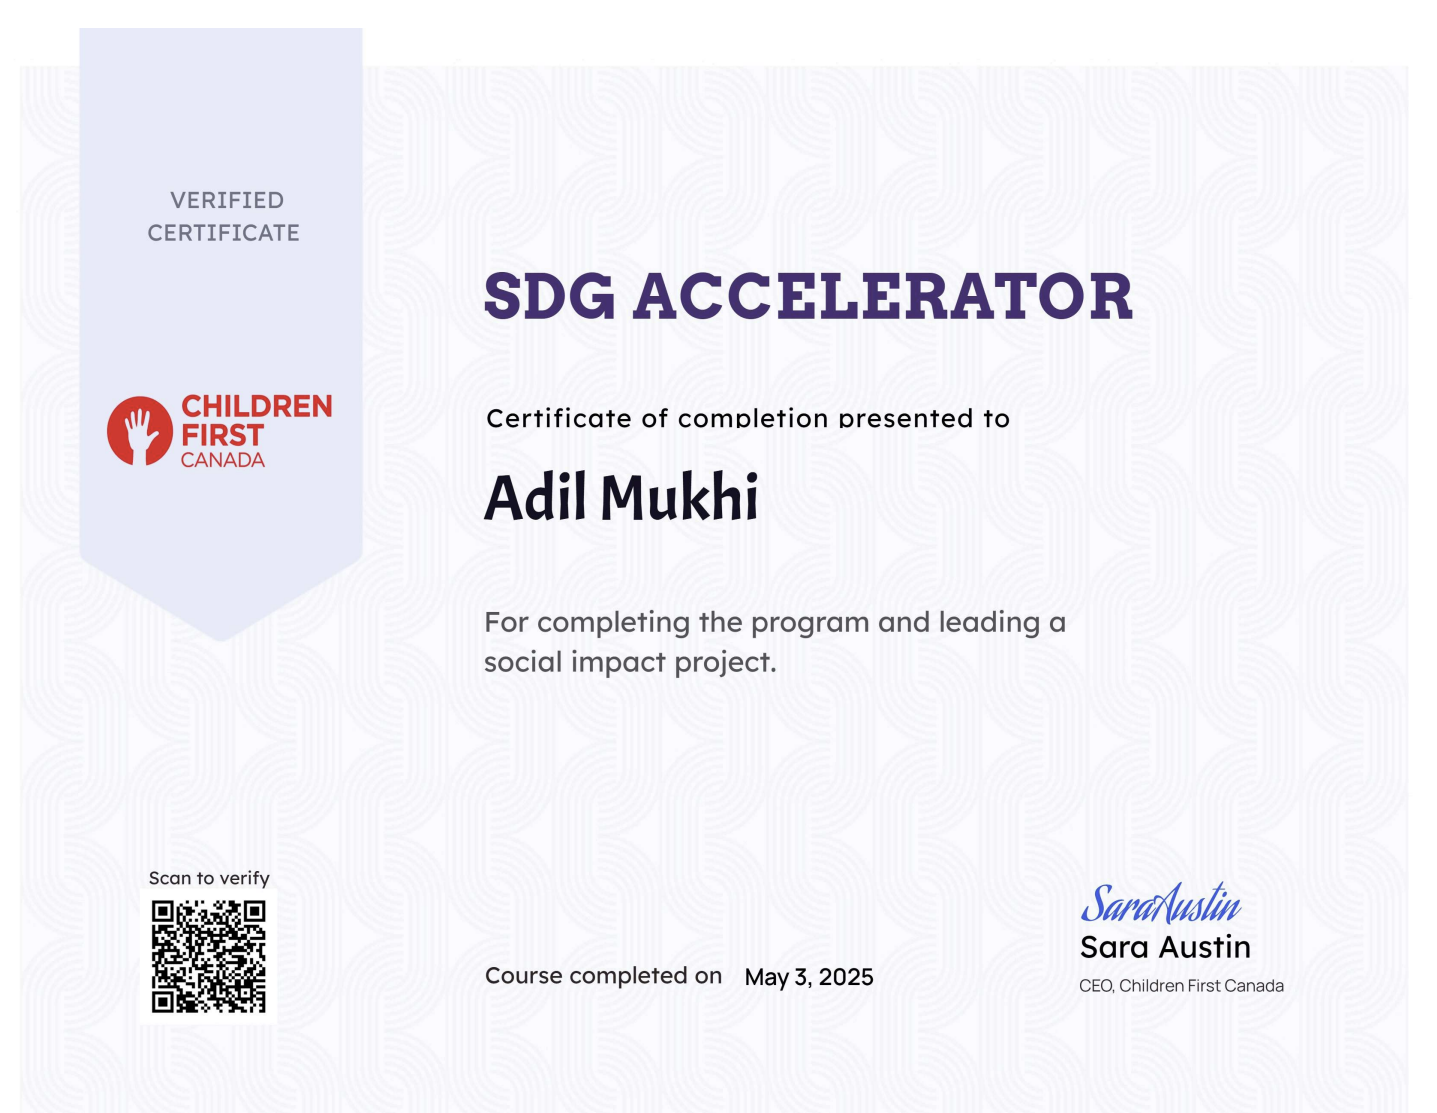 VERIFIED
CERTIFICATE
CHILDREN
FIRST
CANADA
SDG ACCELERATOR
Certificate of completion presented to
Adil Mukhi
For completing the program and leading a
social impact project.
Scan to verify
Course completed on May 3, 2025
SaraAustin
Sara Austin
CEO, Children First Canada